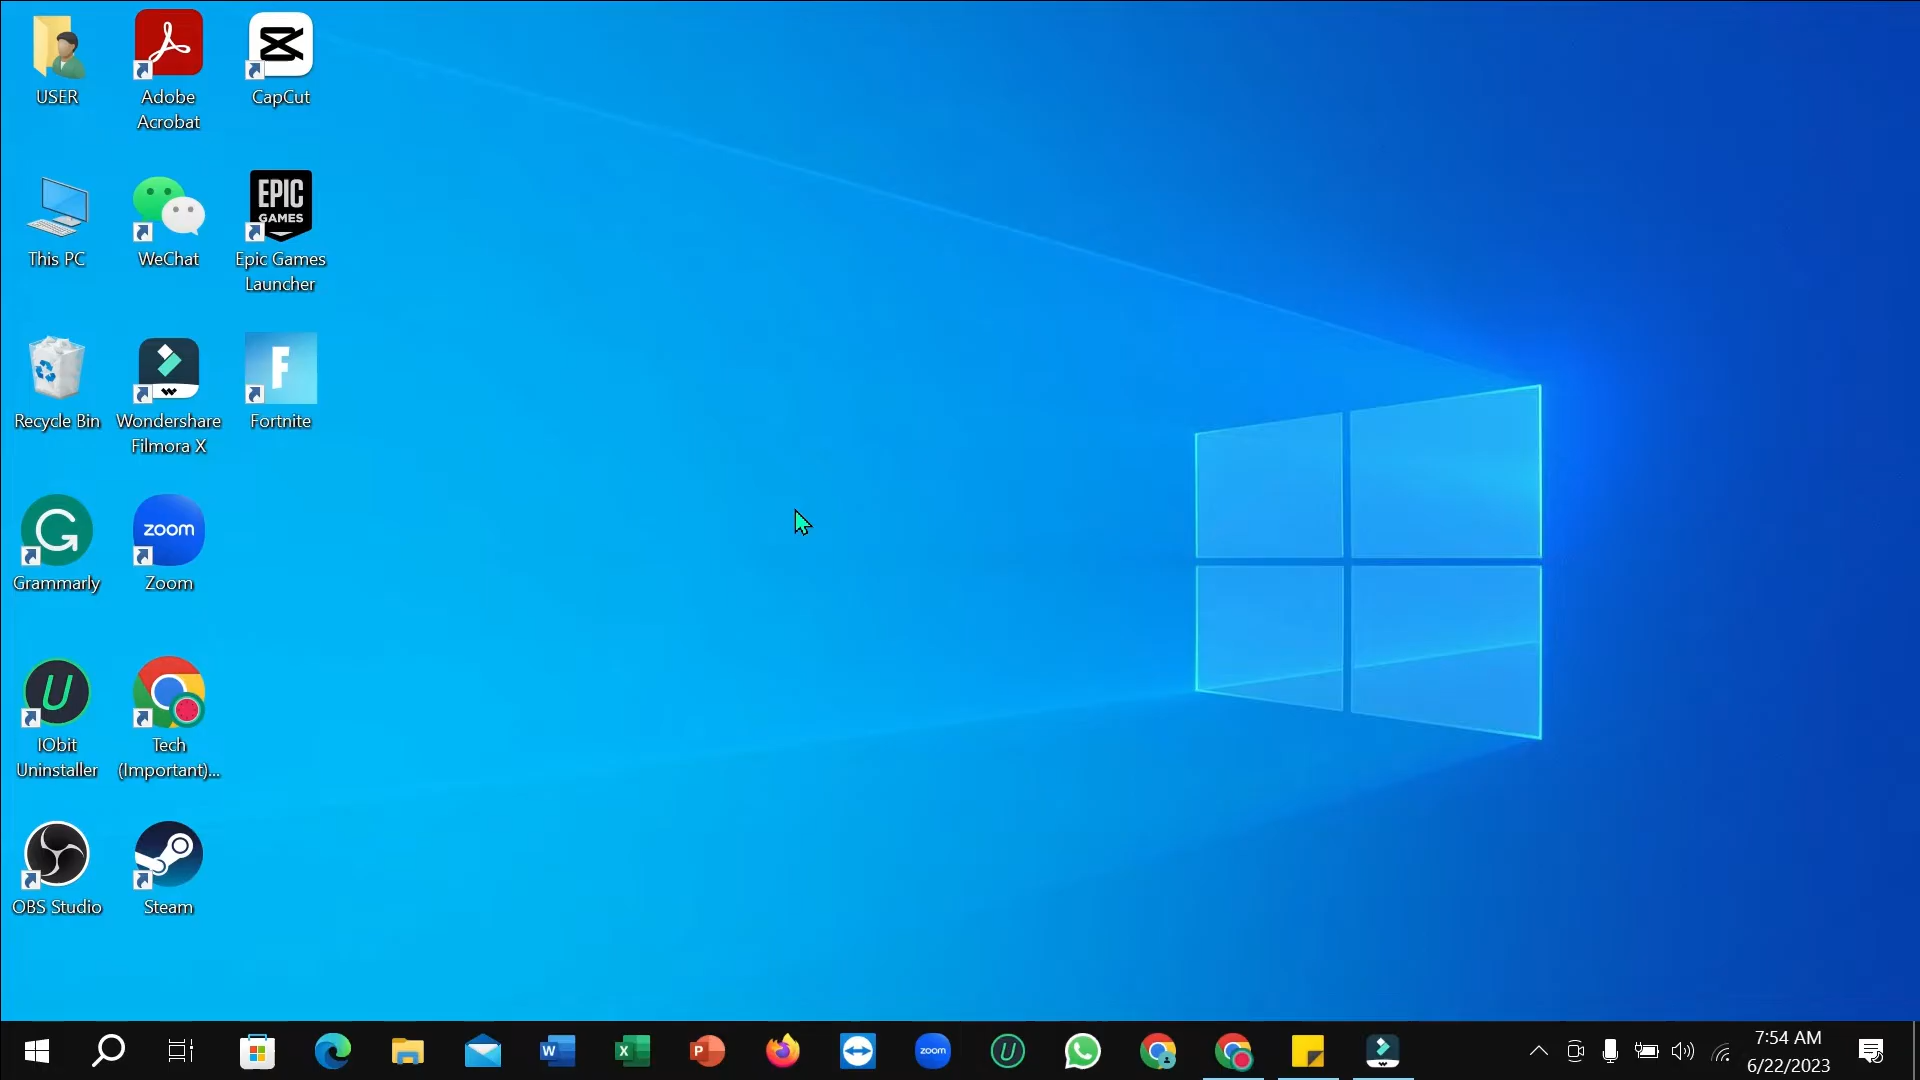 USER
Adobe
Acrobat
CapCut
This PC
WeChat
EPIC
GAMES
Epic Games
Launcher
Recycle Bin
Wondershare
Filmora X
F
Fortnite
G
Grammarly
zoom
Zoom
U
IObit
Uninstaller
Tech
(Important)...
OBS Studio
Steam
W
X
P
zoom
U
7:54 AM
6/22/2023